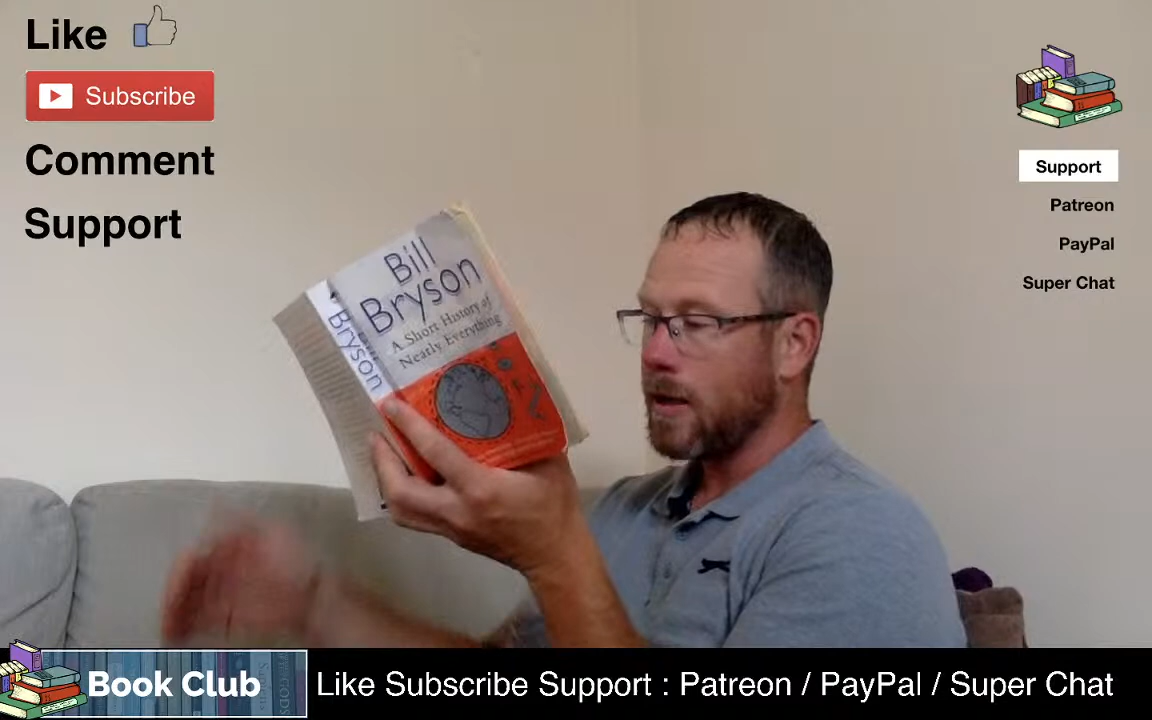 Like
Subscribe
Comment
Support
Support
Patreon
PayPal
Super Chat
Bill
Bryson
A Short History of
Nearly Everything
Bryson
Book Club
Like Subscribe Support : Patreon / PayPal / Super Chat